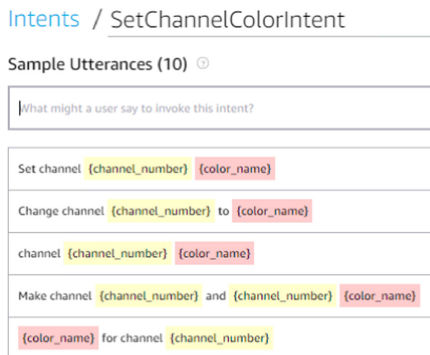 Intents / SetChannelColorIntent
Sample Utterances (10) ?
What might a user say to invoke this intent?
Set channel {channel_number} {color_name}
Change channel {channel_number} to {color_name}
channel {channel_number} {color_name}
Make channel {channel_number} and {channel_number} {color_name}
{color_name} for channel {channel_number}